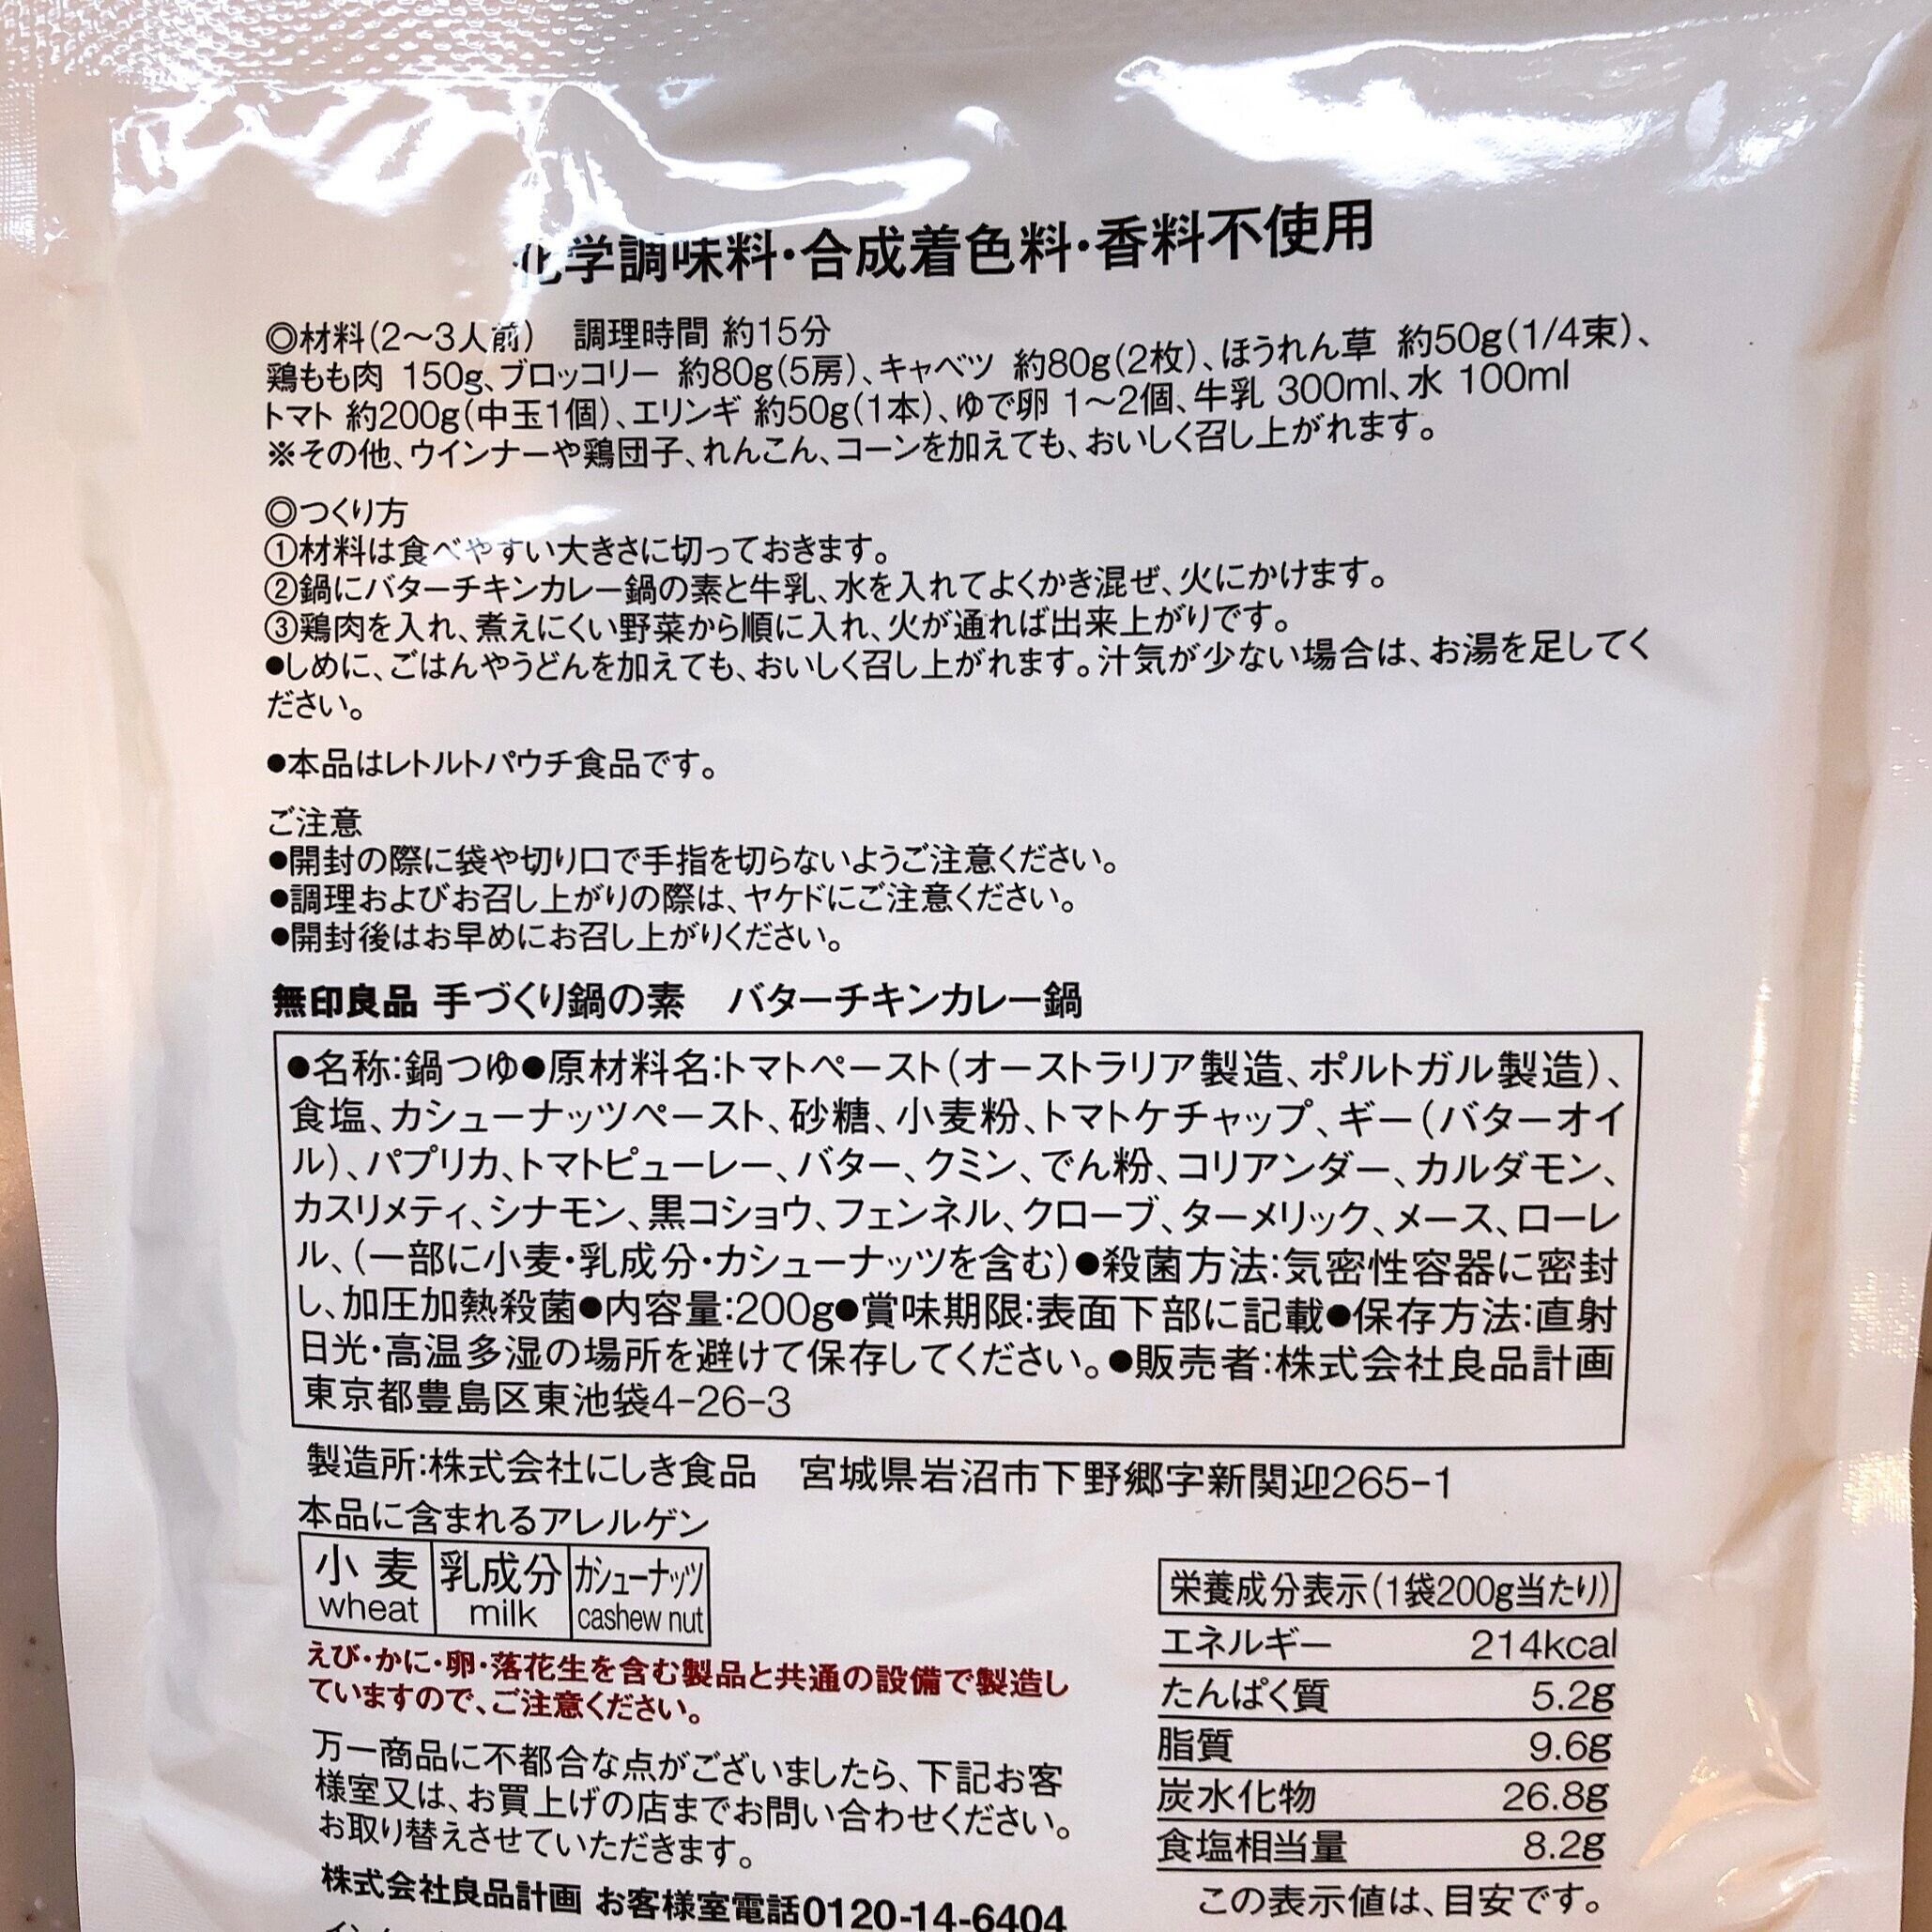 化学調味料・合成着色料・香料不使用
◎材料(2〜3人前)　調理時間 約15分
鶏もも肉 150g、ブロッコリー 約80g(5房)、キャベツ 約80g(2枚)、ほうれん草 約50g(1/4束)、
トマト 約200g(中玉1個)、エリンギ 約50g(1本)、ゆで卵 1〜2個、牛乳 300ml、水 100ml
※その他、ウインナーや鶏団子、れんこん、コーンを加えても、おいしく召し上がれます。
◎つくり方
①材料は食べやすい大きさに切っておきます。
②鍋にバターチキンカレー鍋の素と牛乳、水を入れてよくかき混ぜ、火にかけます。
③鶏肉を入れ、煮えにくい野菜から順に入れ、火が通れば出来上がりです。
●しめに、ごはんやうどんを加えても、おいしく召し上がれます。汁気が少ない場合は、お湯を足してく
ださい。
●本品はレトルトパウチ食品です。
ご注意
●開封の際に袋や切り口で手指を切らないようご注意ください。
●調理およびお召し上がりの際は、ヤケドにご注意ください。
●開封後はお早めにお召し上がりください。
無印良品 手づくり鍋の素　バターチキンカレー鍋
●名称:鍋つゆ●原材料名:トマトペースト(オーストラリア製造、ポルトガル製造)、
食塩、カシューナッツペースト、砂糖、小麦粉、トマトケチャップ、ギー(バターオイ
ル)、パプリカ、トマトピューレー、バター、クミン、でん粉、コリアンダー、カルダモン、
カスリメティ、シナモン、黒コショウ、フェンネル、クローブ、ターメリック、メース、ローレ
ル、(一部に小麦・乳成分・カシューナッツを含む)●殺菌方法:気密性容器に密封
し、加圧加熱殺菌●内容量:200g●賞味期限:表面下部に記載●保存方法:直射
日光・高温多湿の場所を避けて保存してください。●販売者:株式会社良品計画
東京都豊島区東池袋4-26-3
製造所:株式会社にしき食品　宮城県岩沼市下野郷字新関迎265-1
本品に含まれるアレルゲン
小麦 乳成分 カシューナッツ
wheat milk cashew nut
えび・かに・卵・落花生を含む製品と共通の設備で製造し
ていますので、ご注意ください。
万一商品に不都合な点がございましたら、下記お客
様室又は、お買上げの店までお問い合わせください。
お取り替えさせていただきます。
株式会社良品計画 お客様室電話0120-14-6404
栄養成分表示(1袋200g当たり)
エネルギー 214kcal
たんぱく質 5.2g
脂質 9.6g
炭水化物 26.8g
食塩相当量 8.2g
この表示値は、目安です。